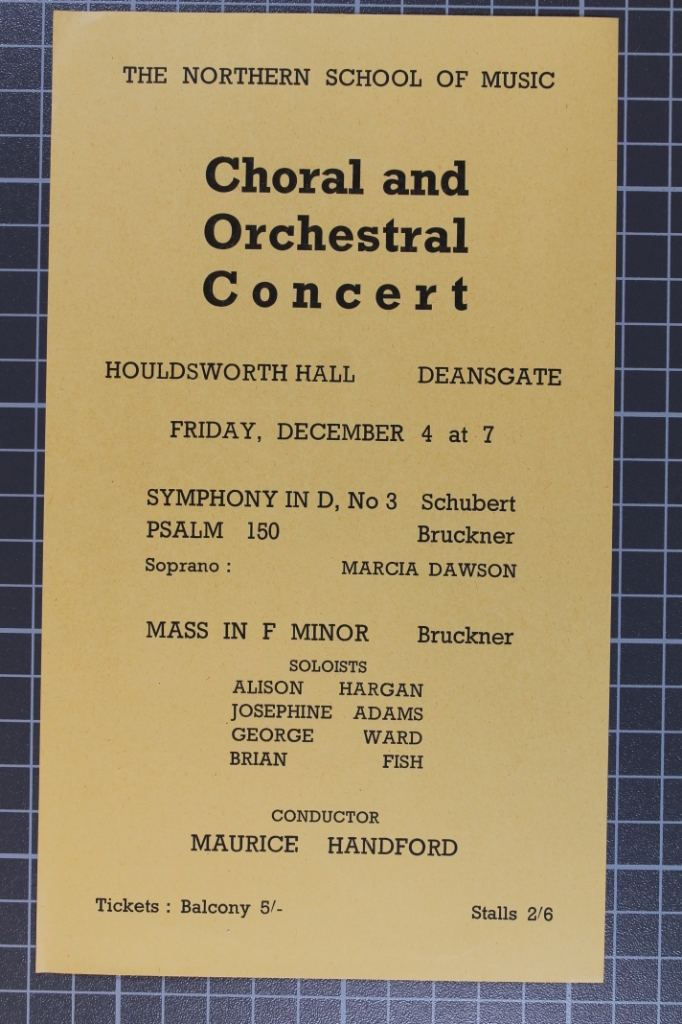 THE NORTHERN SCHOOL OF MUSIC
Choral and
Orchestral
Concert
HOULDSWORTH HALL DEANSGATE
FRIDAY, DECEMBER 4 at 7
SYMPHONY IN D, No 3 Schubert
PSALM 150 Bruckner
Soprano : MARCIA DAWSON
MASS IN F MINOR Bruckner
SOLOISTS
ALISON HARGAN
JOSEPHINE ADAMS
GEORGE WARD
BRIAN FISH
CONDUCTOR
MAURICE HANDFORD
Tickets : Balcony 5/- Stalls 2/6